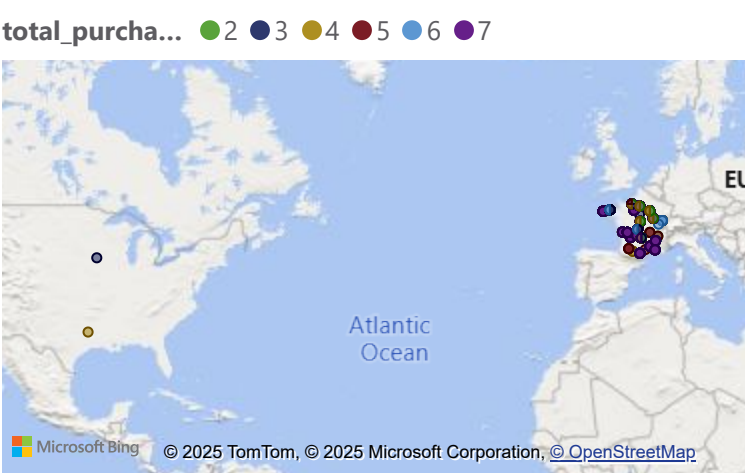 total_purcha... 2 3 4 5 6 7
EU
Atlantic
Ocean
Microsoft Bing © 2025 TomTom, © 2025 Microsoft Corporation, © OpenStreetMap